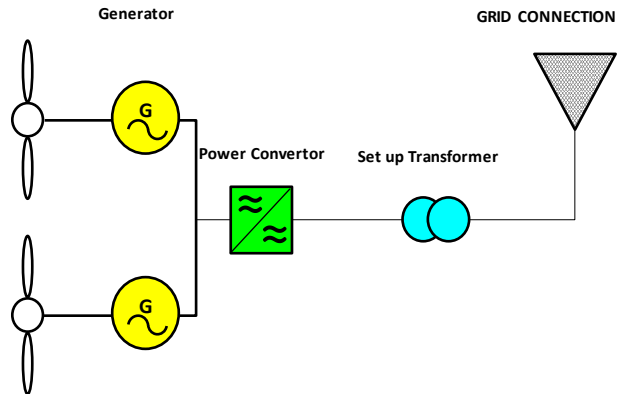 Generator
GRID CONNECTION
G
Power Convertor
Set up Transformer
G